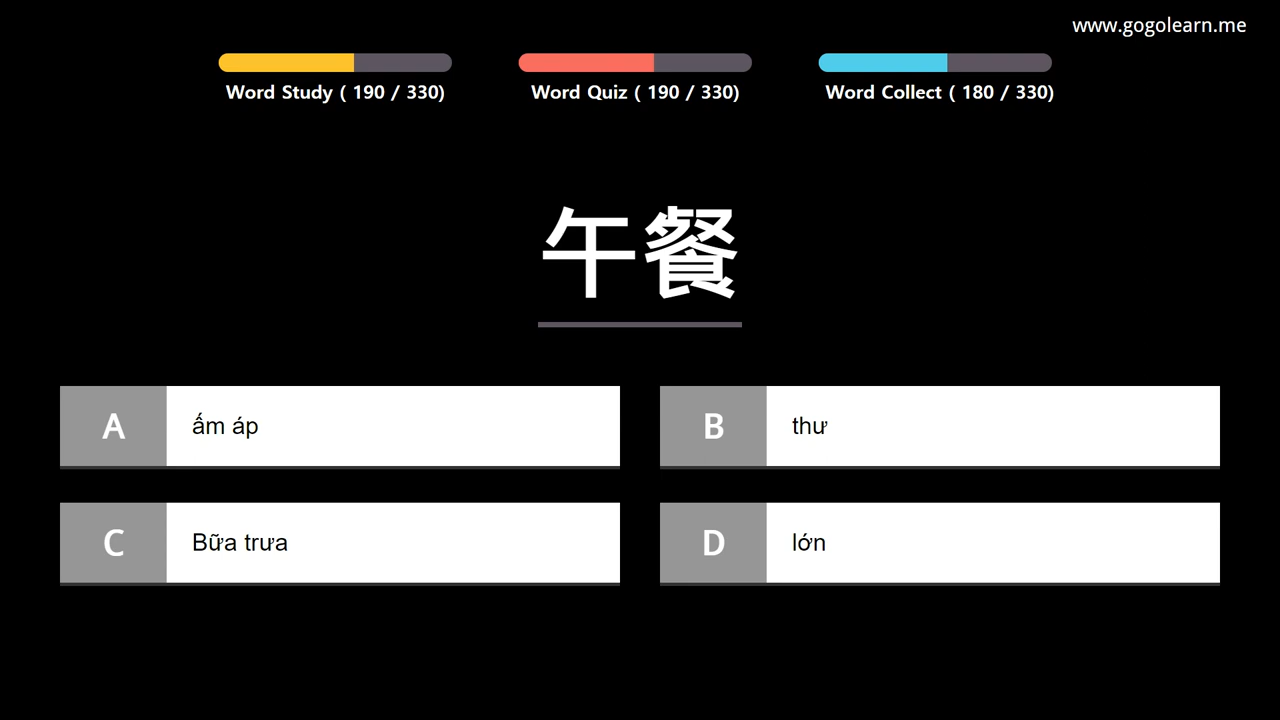 www.gogolearn.me
Word Study ( 190 / 330)
Word Quiz ( 190 / 330)
Word Collect ( 180 / 330)
午餐
A ấm áp
B thư
C Bữa trưa
D lớn